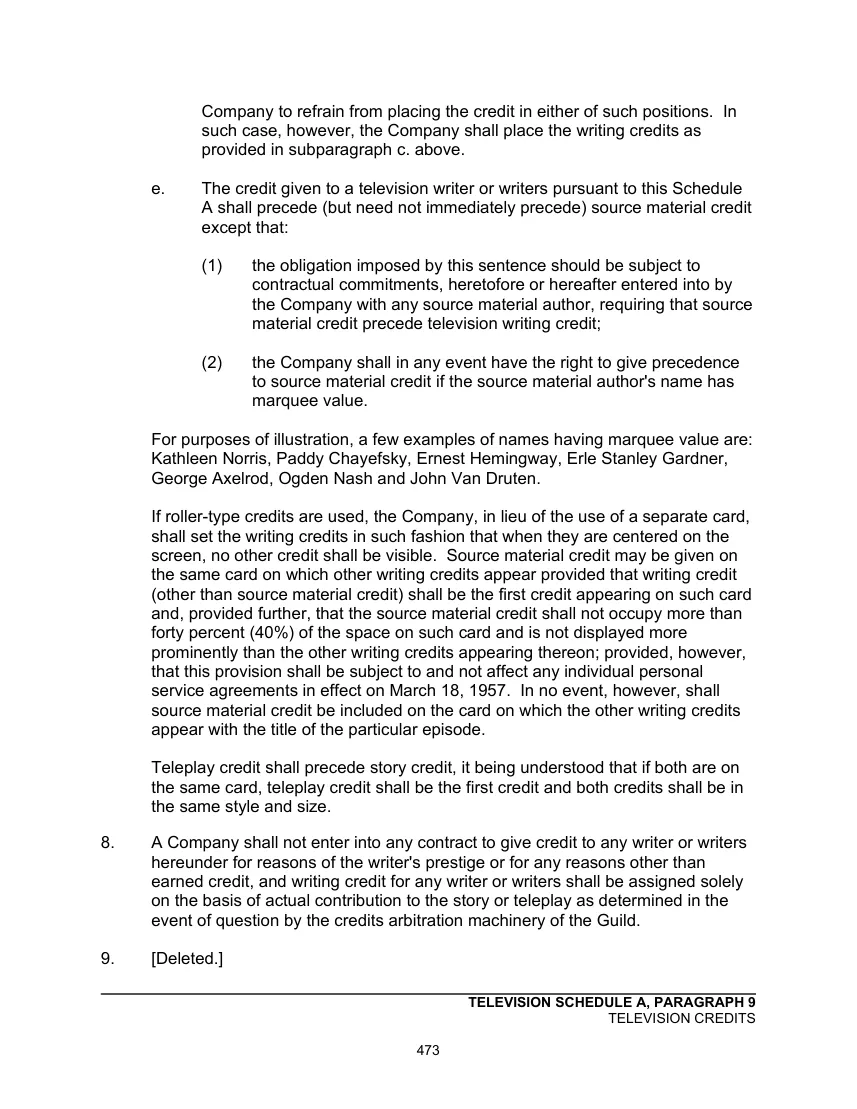 Company to refrain from placing the credit in either of such positions.  In
such case, however, the Company shall place the writing credits as
provided in subparagraph c. above.
e. The credit given to a television writer or writers pursuant to this Schedule
A shall precede (but need not immediately precede) source material credit
except that:
(1) the obligation imposed by this sentence should be subject to
contractual commitments, heretofore or hereafter entered into by
the Company with any source material author, requiring that source
material credit precede television writing credit;
(2) the Company shall in any event have the right to give precedence
to source material credit if the source material author's name has
marquee value.
For purposes of illustration, a few examples of names having marquee value are:
Kathleen Norris, Paddy Chayefsky, Ernest Hemingway, Erle Stanley Gardner,
George Axelrod, Ogden Nash and John Van Druten.
If roller-type credits are used, the Company, in lieu of the use of a separate card,
shall set the writing credits in such fashion that when they are centered on the
screen, no other credit shall be visible.  Source material credit may be given on
the same card on which other writing credits appear provided that writing credit
(other than source material credit) shall be the first credit appearing on such card
and, provided further, that the source material credit shall not occupy more than
forty percent (40%) of the space on such card and is not displayed more
prominently than the other writing credits appearing thereon; provided, however,
that this provision shall be subject to and not affect any individual personal
service agreements in effect on March 18, 1957.  In no event, however, shall
source material credit be included on the card on which the other writing credits
appear with the title of the particular episode.
Teleplay credit shall precede story credit, it being understood that if both are on
the same card, teleplay credit shall be the first credit and both credits shall be in
the same style and size.
8. A Company shall not enter into any contract to give credit to any writer or writers
hereunder for reasons of the writer's prestige or for any reasons other than
earned credit, and writing credit for any writer or writers shall be assigned solely
on the basis of actual contribution to the story or teleplay as determined in the
event of question by the credits arbitration machinery of the Guild.
9. [Deleted.]
TELEVISION SCHEDULE A, PARAGRAPH 9
TELEVISION CREDITS
473